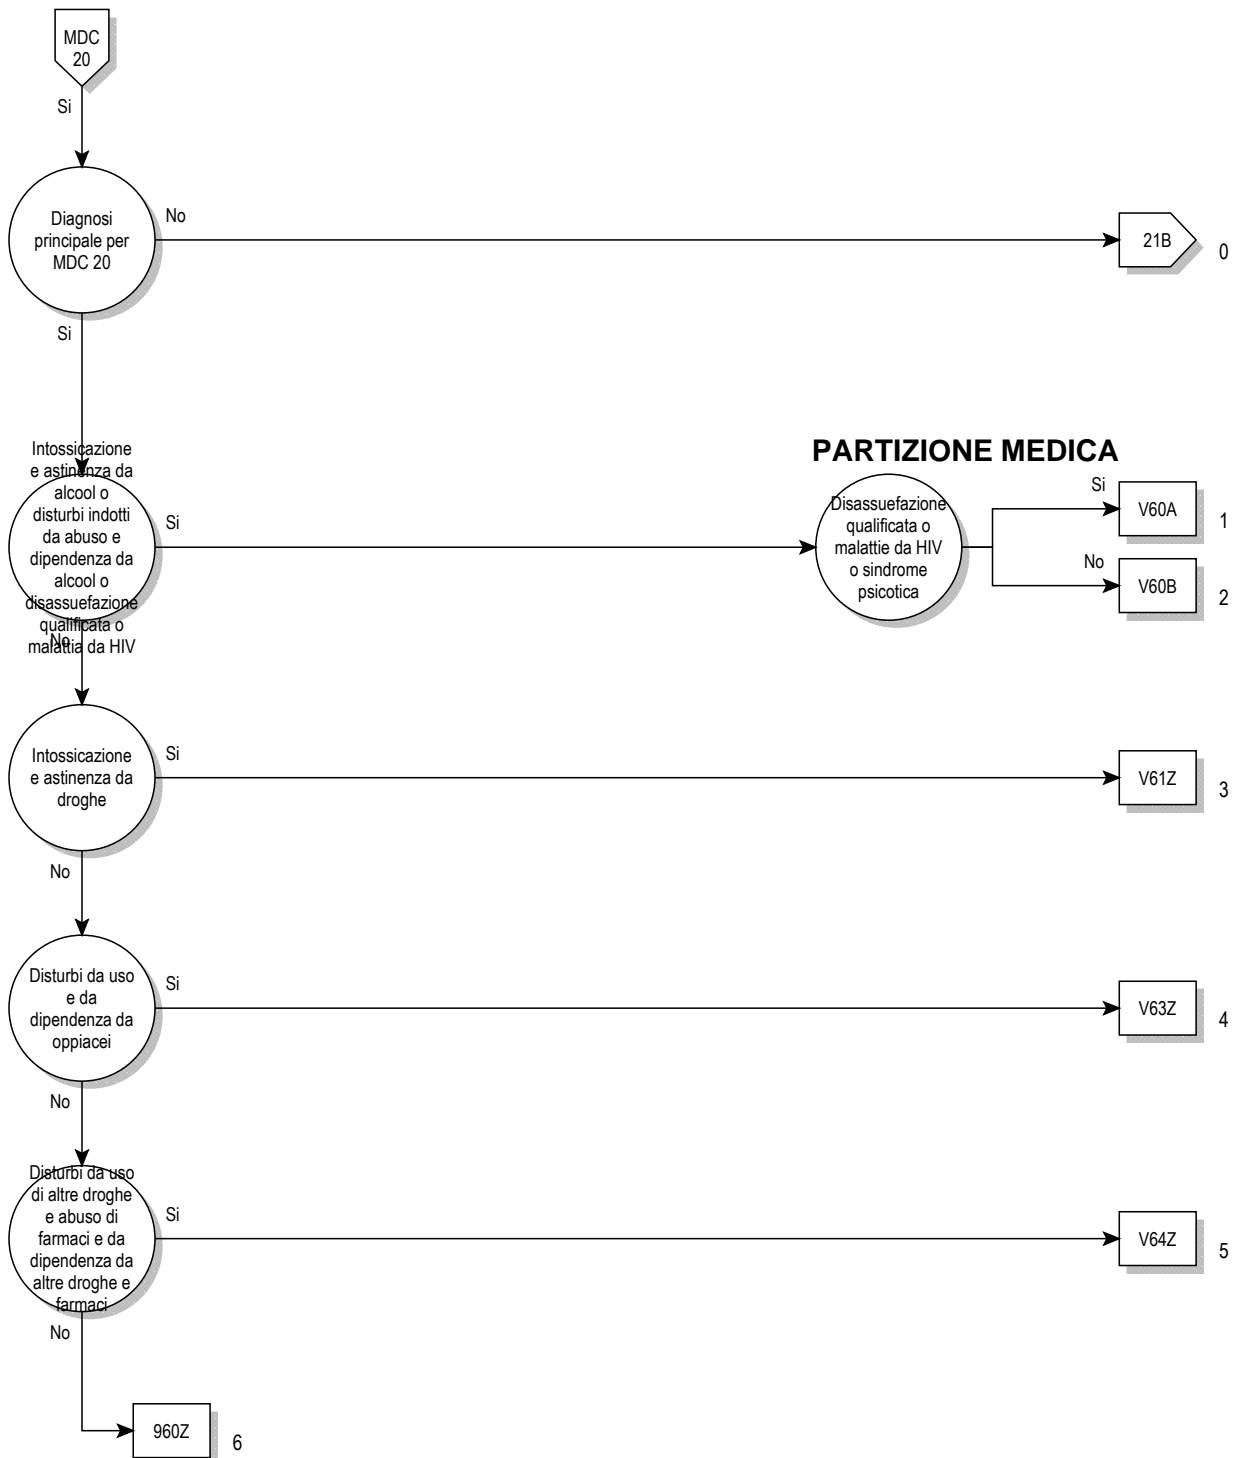 MDC
20
Si
Diagnosi
principale per
MDC 20
No
21B
0
Si
PARTIZIONE MEDICA
Intossicazione
e astinenza da
alcool o
disturbi indotti
da abuso e
dipendenza da
alcool o
disassuefazione
qualificata o
malattia da HIV
Si
Disassuefazione
qualificata o
malattie da HIV
o sindrome
psicotica
Si
V60A
1
No
V60B
2
No
Intossicazione
e astinenza da
droghe
Si
V61Z
3
No
Disturbi da uso
e da
dipendenza da
oppiacei
Si
V63Z
4
No
Disturbi da uso
di altre droghe
e abuso di
farmaci e da
dipendenza da
altre droghe e
farmaci
Si
V64Z
5
No
960Z
6